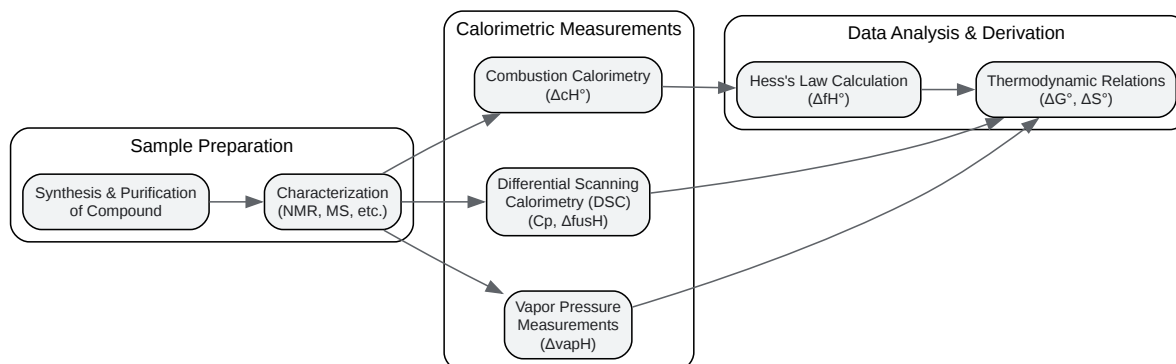 Sample Preparation
Synthesis & Purification
of Compound
Characterization
(NMR, MS, etc.)
Calorimetric Measurements
Combustion Calorimetry
(ΔcH°)
Differential Scanning
Calorimetry (DSC)
(Cp, ΔfusH)
Vapor Pressure
Measurements
(ΔvapH)
Data Analysis & Derivation
Hess's Law Calculation
(ΔfH°)
Thermodynamic Relations
(ΔG°, ΔS°)